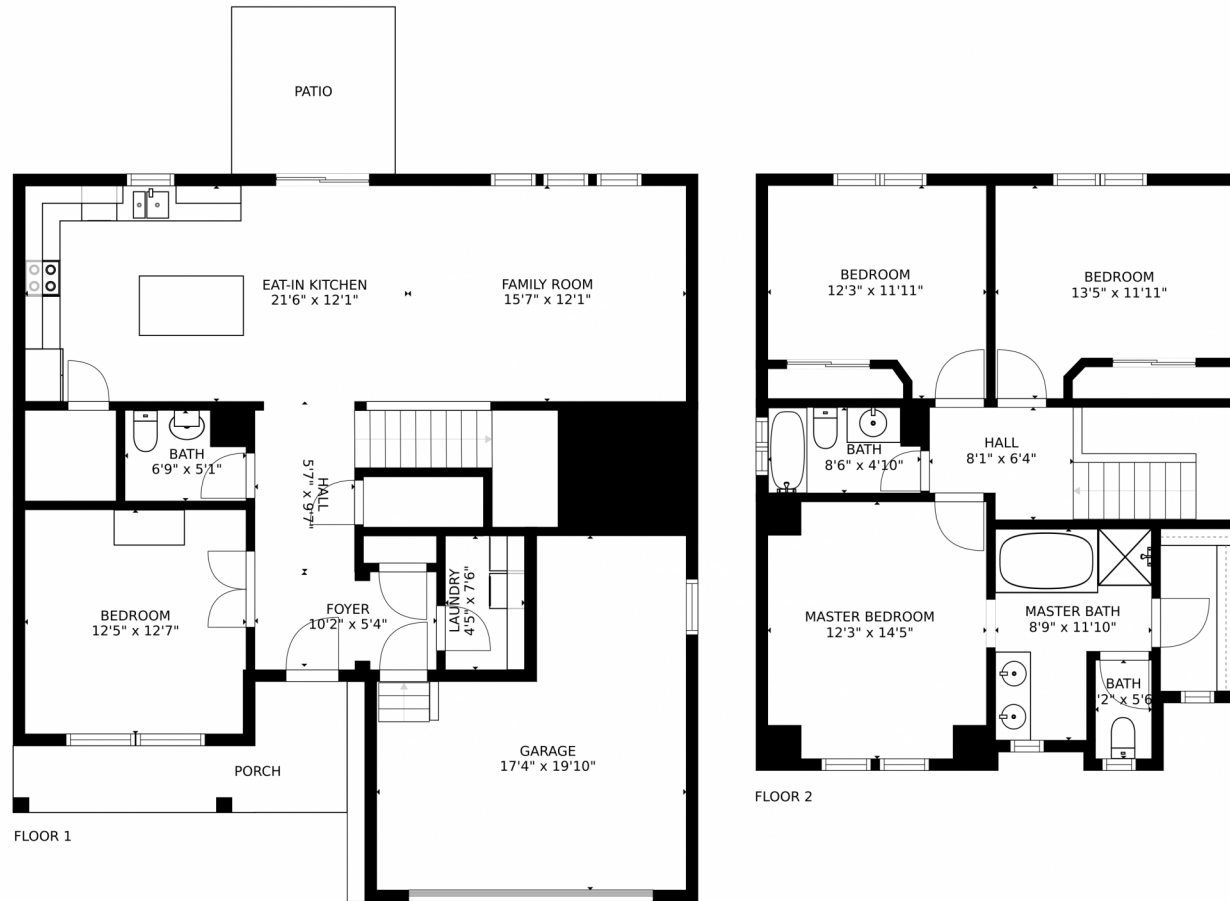 PATIO
EAT-IN KITCHEN
21'6" x 12'1"
FAMILY ROOM
15'7" x 12'1"
BATH
6'9" x 5'1"
HALL
5'7" x 9'7"
BEDROOM
12'5" x 12'7"
FOYER
10'2" x 5'4"
LAUNDRY
4'5" x 7'6"
GARAGE
17'4" x 19'10"
PORCH
FLOOR 1
BEDROOM
12'3" x 11'11"
BEDROOM
13'5" x 11'11"
BATH
8'6" x 4'10"
HALL
8'1" x 6'4"
MASTER BEDROOM
12'3" x 14'5"
MASTER BATH
8'9" x 11'10"
BATH
'2" x 5'6
FLOOR 2